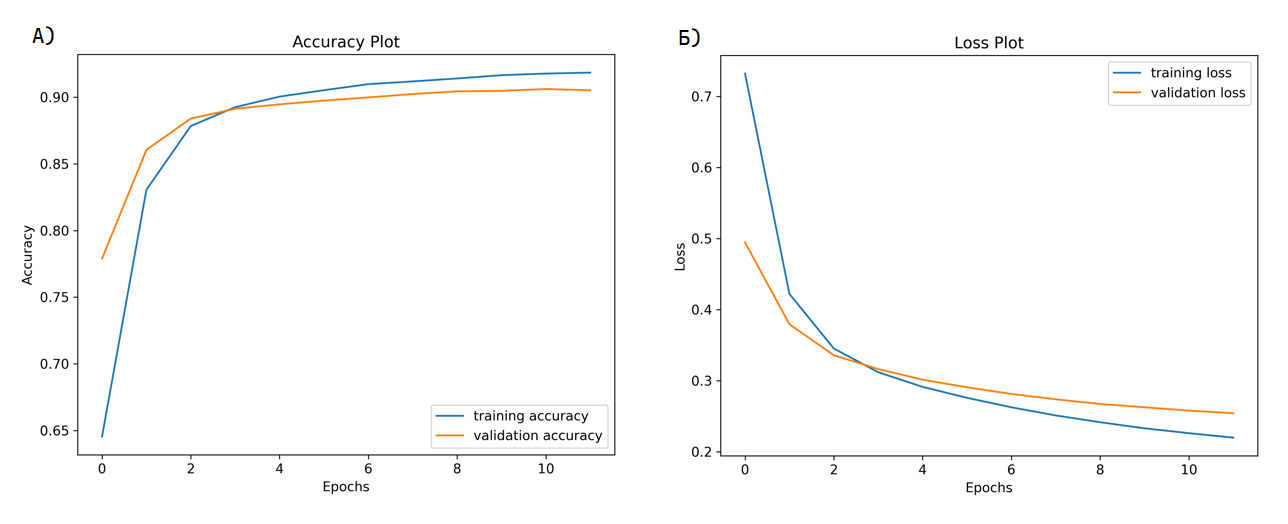 А)
Accuracy Plot
Accuracy
0.90
0.85
0.80
0.75
0.70
0.65
training accuracy
validation accuracy
0 2 4 6 8 10
Epochs
Б)
Loss Plot
Loss
0.7
0.6
0.5
0.4
0.3
0.2
training loss
validation loss
0 2 4 6 8 10
Epochs